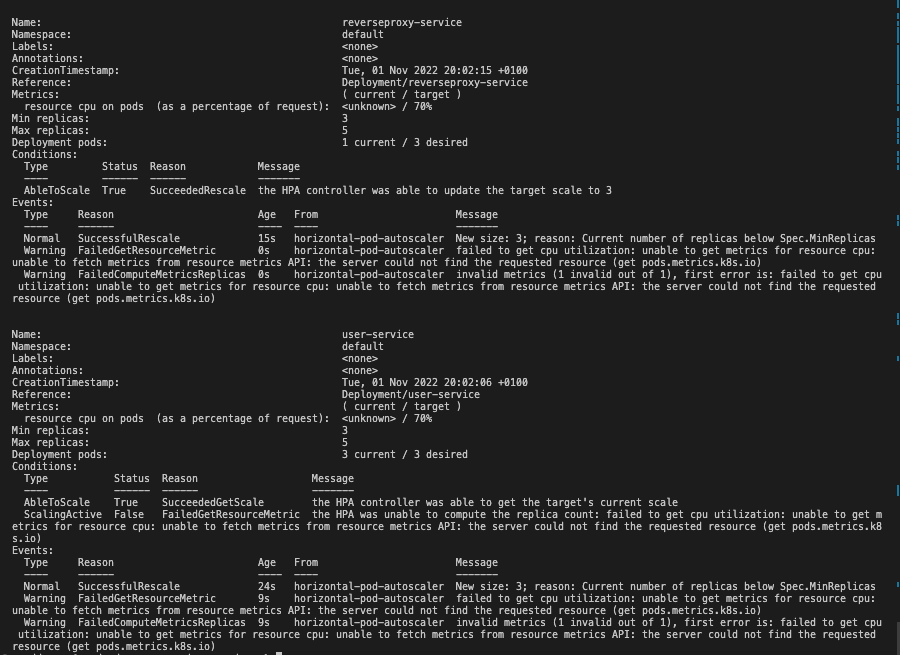 Name: reverseproxy-service
Namespace: default
Labels: <none>
Annotations: <none>
CreationTimestamp: Tue, 01 Nov 2022 20:02:15 +0100
Reference: Deployment/reverseproxy-service
Metrics: ( current / target )
resource cpu on pods (as a percentage of request): <unknown> / 70%
Min replicas: 3
Max replicas: 5
Deployment pods: 1 current / 3 desired
Conditions:
Type Status Reason Message
---- ------ ------ -------
AbleToScale True SucceededRescale the HPA controller was able to update the target scale to 3
Events:
Type Reason Age From Message
---- ------ ---- ---- -------
Normal SuccessfulRescale 15s horizontal-pod-autoscaler New size: 3; reason: Current number of replicas below Spec.MinReplicas
Warning FailedGetResourceMetric 0s horizontal-pod-autoscaler failed to get cpu utilization: unable to get metrics for resource cpu:
unable to fetch metrics from resource metrics API: the server could not find the requested resource (get pods.metrics.k8s.io)
Warning FailedComputeMetricsReplicas 0s horizontal-pod-autoscaler invalid metrics (1 invalid out of 1), first error is: failed to get cpu
utilization: unable to get metrics for resource cpu: unable to fetch metrics from resource metrics API: the server could not find the requested
resource (get pods.metrics.k8s.io)
Name: user-service
Namespace: default
Labels: <none>
Annotations: <none>
CreationTimestamp: Tue, 01 Nov 2022 20:02:06 +0100
Reference: Deployment/user-service
Metrics: ( current / target )
resource cpu on pods (as a percentage of request): <unknown> / 70%
Min replicas: 3
Max replicas: 5
Deployment pods: 3 current / 3 desired
Conditions:
Type Status Reason Message
---- ------ ------ -------
AbleToScale True SucceededGetScale the HPA controller was able to get the target's current scale
ScalingActive False FailedGetResourceMetric the HPA was unable to compute the replica count: failed to get cpu utilization: unable to get m
etrics for resource cpu: unable to fetch metrics from resource metrics API: the server could not find the requested resource (get pods.metrics.k8
s.io)
Events:
Type Reason Age From Message
---- ------ ---- ---- -------
Normal SuccessfulRescale 24s horizontal-pod-autoscaler New size: 3; reason: Current number of replicas below Spec.MinReplicas
Warning FailedGetResourceMetric 9s horizontal-pod-autoscaler failed to get cpu utilization: unable to get metrics for resource cpu:
unable to fetch metrics from resource metrics API: the server could not find the requested resource (get pods.metrics.k8s.io)
Warning FailedComputeMetricsReplicas 9s horizontal-pod-autoscaler invalid metrics (1 invalid out of 1), first error is: failed to get cpu
utilization: unable to get metrics for resource cpu: unable to fetch metrics from resource metrics API: the server could not find the requested
resource (get pods.metrics.k8s.io)